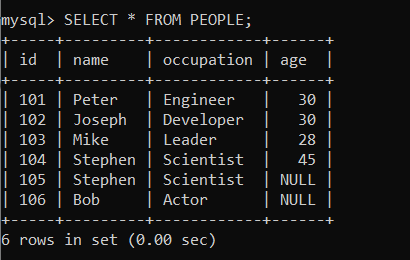 mysql> SELECT * FROM PEOPLE;
+-----+---------+------------+------+
| id  | name    | occupation | age  |
+-----+---------+------------+------+
| 101 | Peter   | Engineer   |   30 |
| 102 | Joseph  | Developer  |   30 |
| 103 | Mike    | Leader     |   28 |
| 104 | Stephen | Scientist  |   45 |
| 105 | Stephen | Scientist  | NULL |
| 106 | Bob     | Actor      | NULL |
+-----+---------+------------+------+
6 rows in set (0.00 sec)